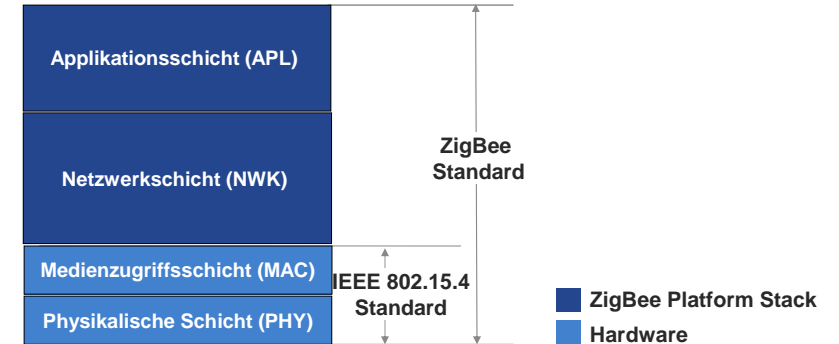 Applikationsschicht (APL)
ZigBee
Standard
Netzwerkschicht (NWK)
Medienzugriffsschicht (MAC)
IEEE 802.15.4
Standard
Physikalische Schicht (PHY)
ZigBee Platform Stack
Hardware